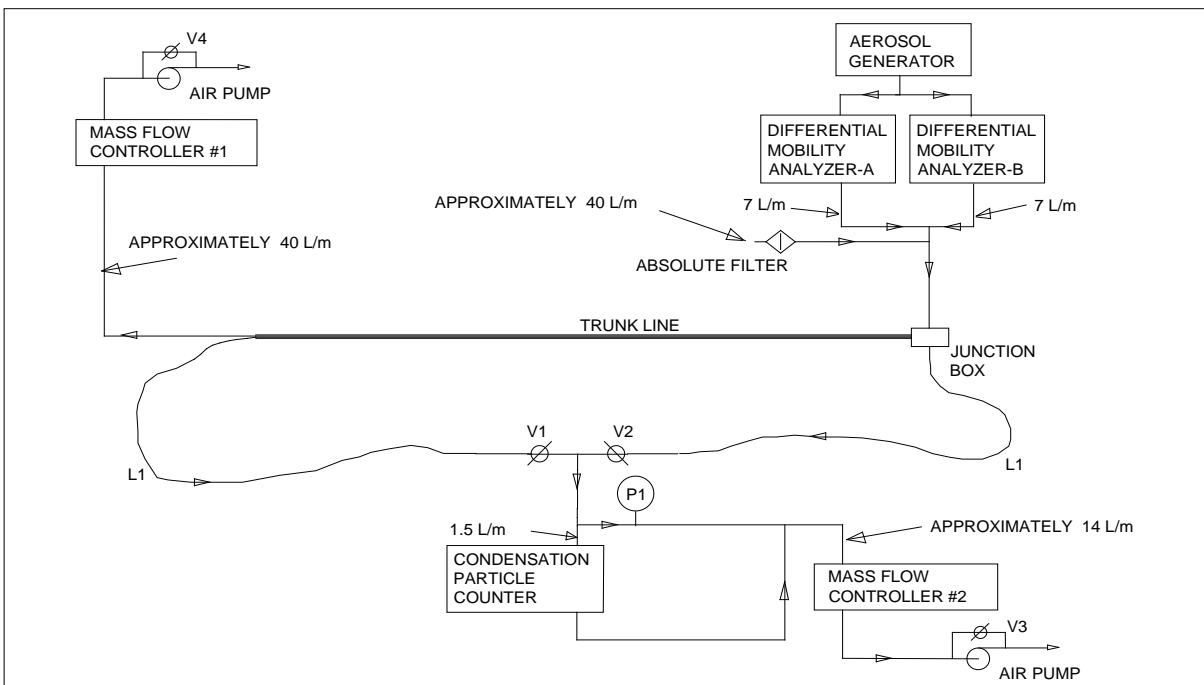 V4
AIR PUMP
MASS FLOW
CONTROLLER #1
AEROSOL
GENERATOR
DIFFERENTIAL
MOBILITY
ANALYZER-A
DIFFERENTIAL
MOBILITY
ANALYZER-B
7 L/m
7 L/m
APPROXIMATELY 40 L/m
ABSOLUTE FILTER
APPROXIMATELY 40 L/m
TRUNK LINE
JUNCTION
BOX
V1
V2
L1
L1
P1
1.5 L/m
APPROXIMATELY 14 L/m
CONDENSATION
PARTICLE
COUNTER
MASS FLOW
CONTROLLER #2
V3
AIR PUMP